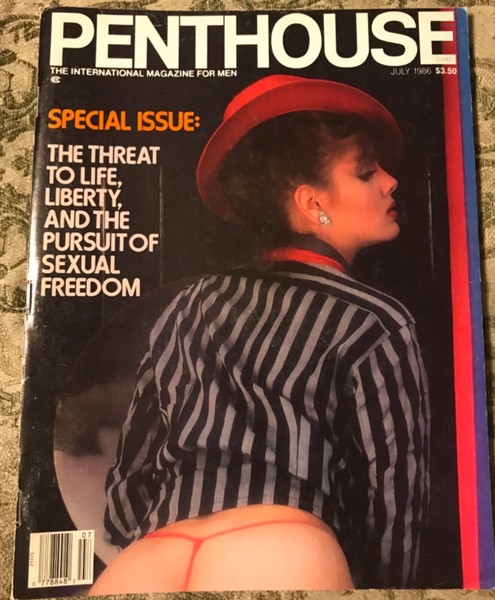 PENTHOUSE
THE INTERNATIONAL MAGAZINE FOR MEN
JULY 1986 $3.50
SPECIAL ISSUE:
THE THREAT
TO LIFE,
LIBERTY,
AND THE
PURSUIT OF
SEXUAL
FREEDOM
07